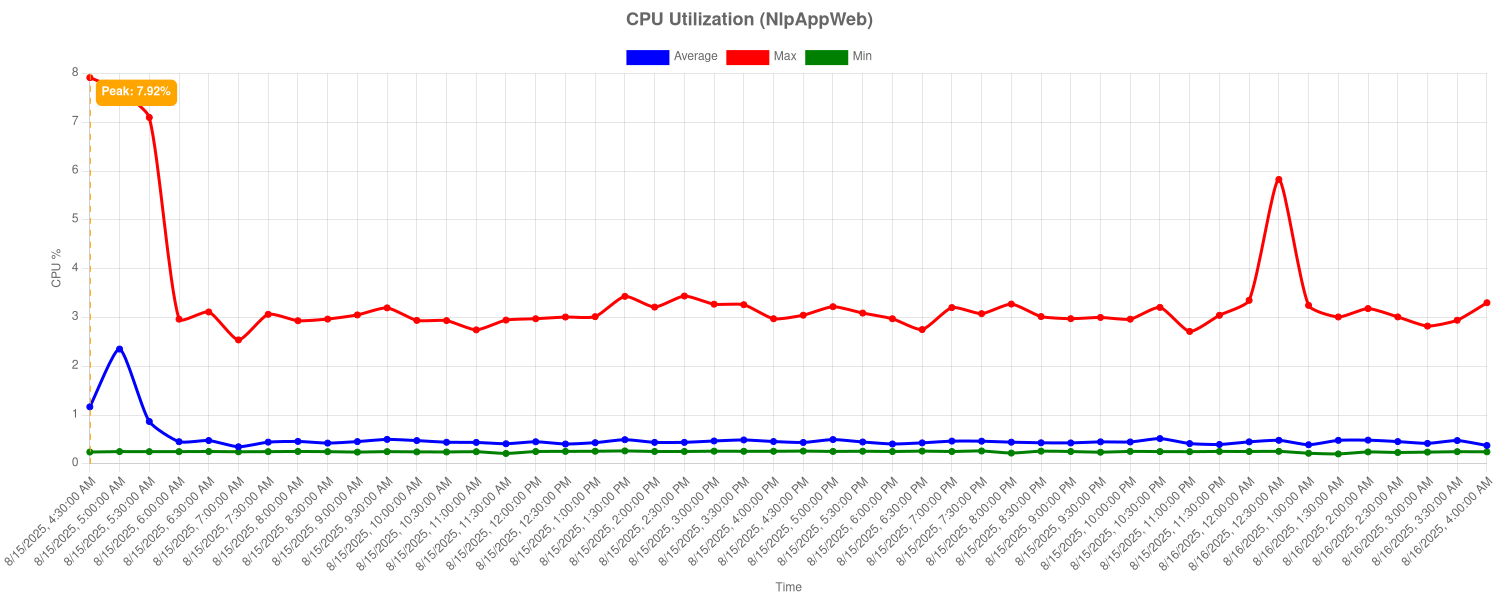 CPU Utilization (NlpAppWeb)
Average Max Min
Peak: 7.92%
CPU %
8
7
6
5
4
3
2
1
0
8/15/2025, 4:30:00 AM
8/15/2025, 5:00:00 AM
8/15/2025, 5:30:00 AM
8/15/2025, 6:00:00 AM
8/15/2025, 6:30:00 AM
8/15/2025, 7:00:00 AM
8/15/2025, 7:30:00 AM
8/15/2025, 8:00:00 AM
8/15/2025, 8:30:00 AM
8/15/2025, 9:00:00 AM
8/15/2025, 9:30:00 AM
8/15/2025, 10:00:00 AM
8/15/2025, 10:30:00 AM
8/15/2025, 11:00:00 AM
8/15/2025, 11:30:00 AM
8/15/2025, 12:00:00 PM
8/15/2025, 12:30:00 PM
8/15/2025, 1:00:00 PM
8/15/2025, 1:30:00 PM
8/15/2025, 2:00:00 PM
8/15/2025, 2:30:00 PM
8/15/2025, 3:00:00 PM
8/15/2025, 3:30:00 PM
8/15/2025, 4:00:00 PM
8/15/2025, 4:30:00 PM
8/15/2025, 5:00:00 PM
8/15/2025, 5:30:00 PM
8/15/2025, 6:00:00 PM
8/15/2025, 6:30:00 PM
8/15/2025, 7:00:00 PM
8/15/2025, 7:30:00 PM
8/15/2025, 8:00:00 PM
8/15/2025, 8:30:00 PM
8/15/2025, 9:00:00 PM
8/15/2025, 9:30:00 PM
8/15/2025, 10:00:00 PM
8/15/2025, 10:30:00 PM
8/15/2025, 11:00:00 PM
8/15/2025, 11:30:00 PM
8/16/2025, 12:00:00 AM
8/16/2025, 12:30:00 AM
8/16/2025, 1:00:00 AM
8/16/2025, 1:30:00 AM
8/16/2025, 2:00:00 AM
8/16/2025, 2:30:00 AM
8/16/2025, 3:00:00 AM
8/16/2025, 3:30:00 AM
8/16/2025, 4:00:00 AM
Time